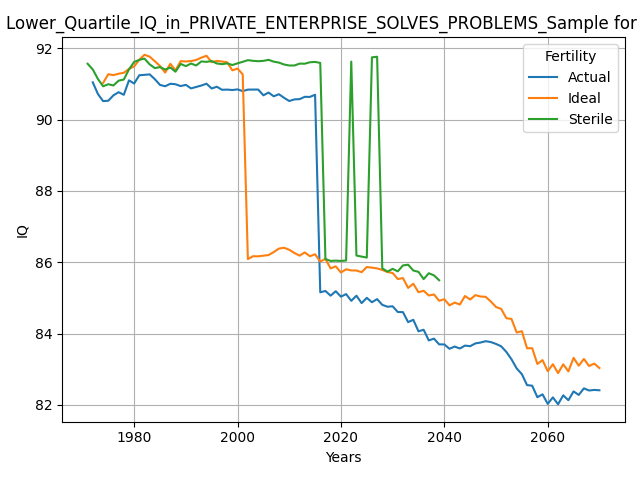 Lower_Quartile_IQ_in_PRIVATE_ENTERPRISE_SOLVES_PROBLEMS_Sample for
92
90
88
86
84
82
IQ
Fertility
Actual
Ideal
Sterile
1980
2000
2020
2040
2060
Years